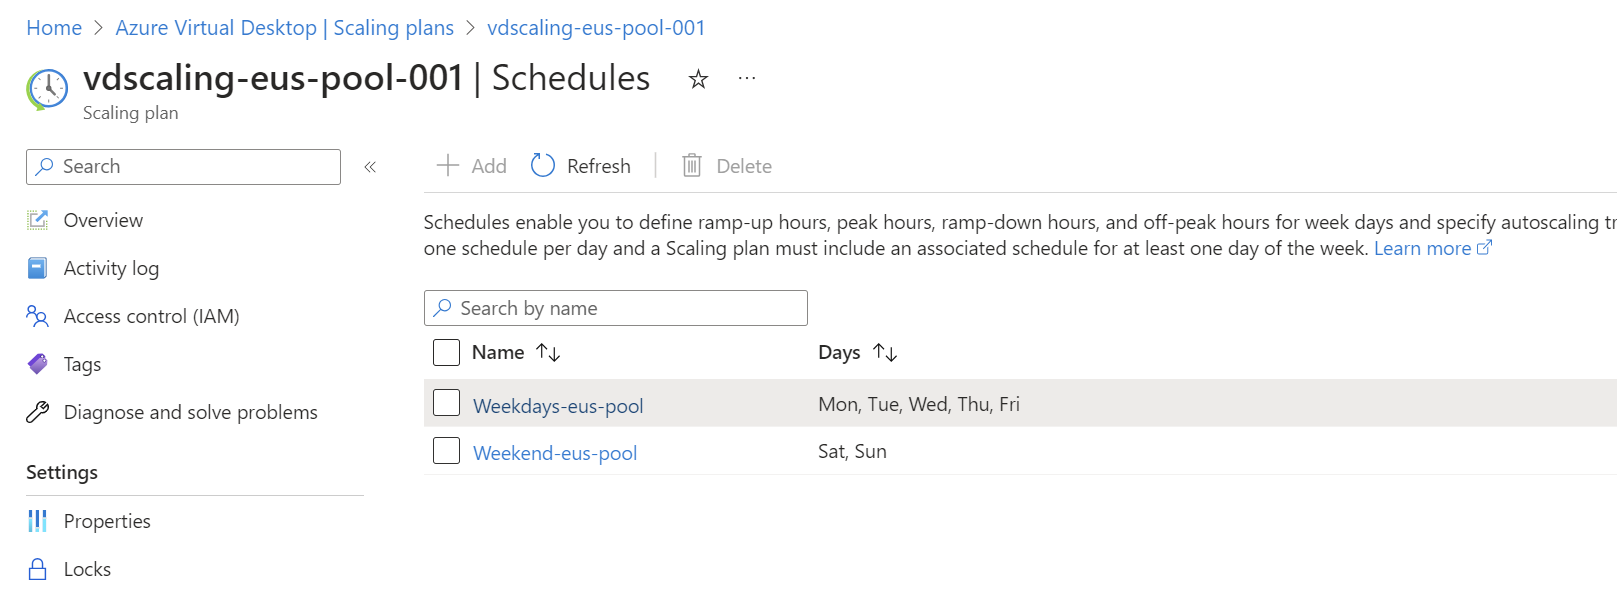 Home > Azure Virtual Desktop | Scaling plans > vdscaling-eus-pool-001
vdscaling-eus-pool-001 | Schedules
Scaling plan
Search
«
Add Refresh Delete
Overview
Activity log
Access control (IAM)
Tags
Diagnose and solve problems
Settings
Properties
Locks
Schedules enable you to define ramp-up hours, peak hours, ramp-down hours, and off-peak hours for week days and specify autoscaling
one schedule per day and a Scaling plan must include an associated schedule for at least one day of the week. Learn more
Search by name
Name Days
Weekdays-eus-pool Mon, Tue, Wed, Thu, Fri
Weekend-eus-pool Sat, Sun